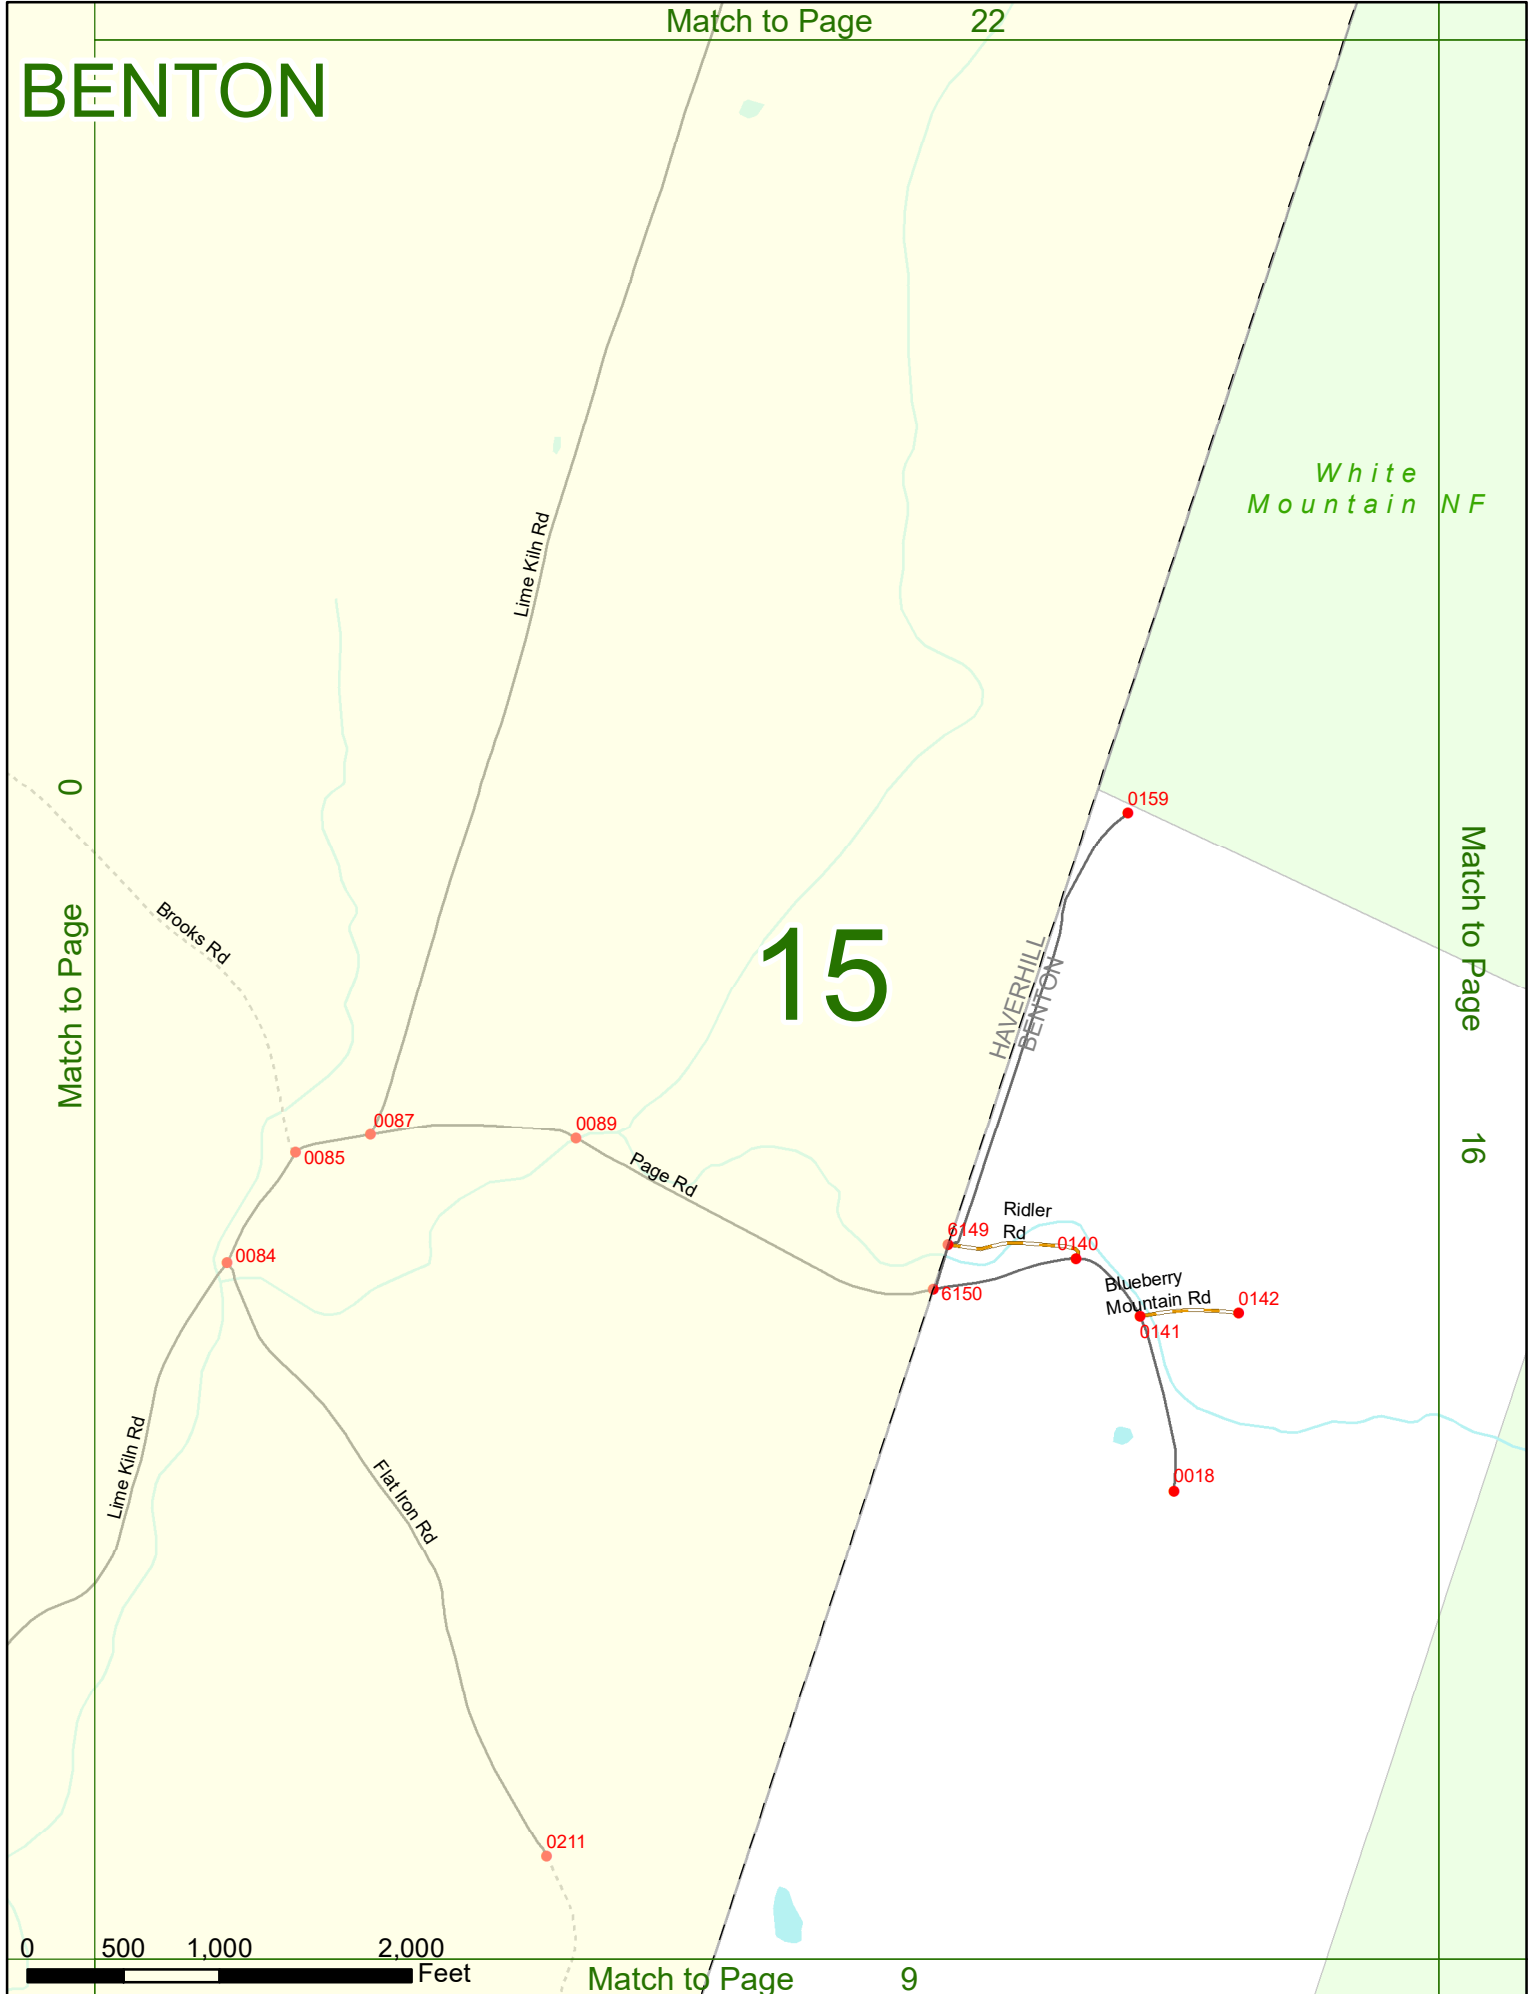 Match to Page 22
BENTON
White
Mountain NF
Lime Kiln Rd
Match to Page 0
0159
Match to Page 16
Brooks Rd
15
HAVERHILL
BENTON
0087
0089
0085
Page Rd
Ridler
Rd
6149
0140
0084
Blueberry
Mountain Rd
6150
0142
0141
Lime Kiln Rd
Flat Iron Rd
0018
0211
0 500 1,000 2,000
Feet
Match to Page 9